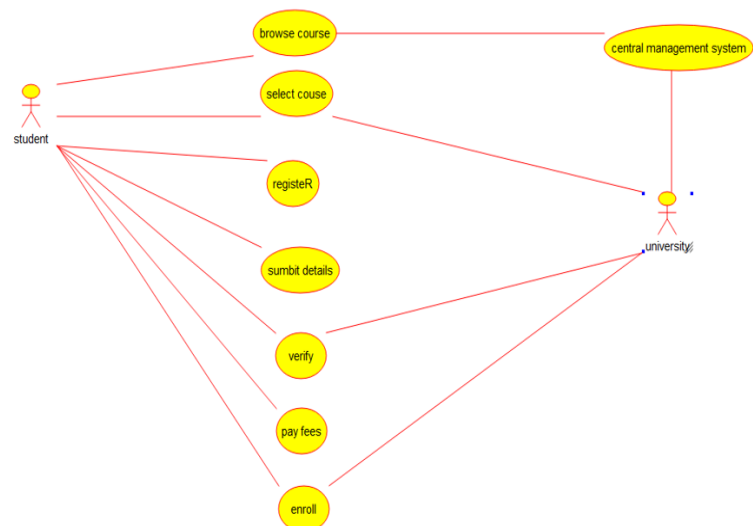 browse course
central management system
select couse
student
registeR
university
sumbit details
verify
pay fees
enroll